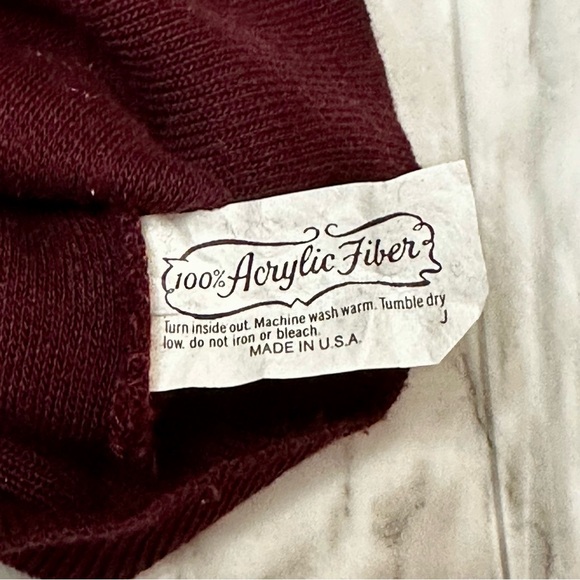 100% Acrylic Fiber
Turn inside out. Machine wash warm. Tumble dry
low. do not iron or bleach.
J
MADE IN U.S.A.